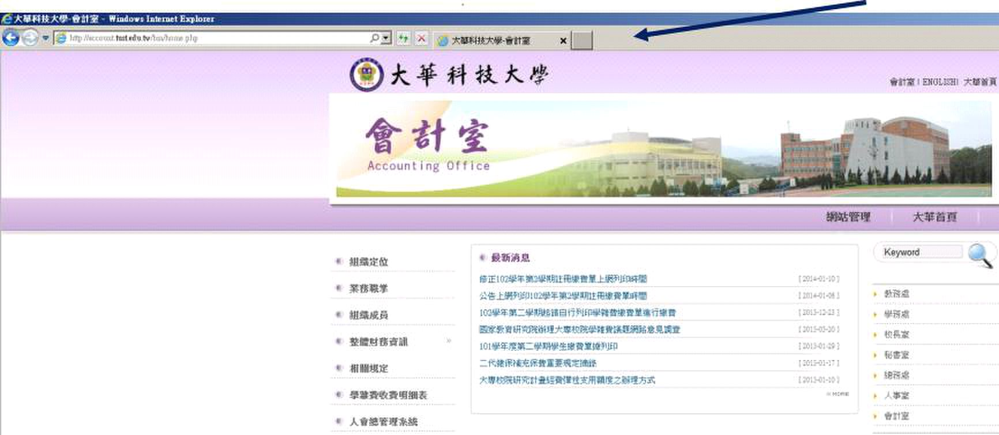 大華科技大學-會計室 - Windows Internet Explorer
http://account.tust.edu.tw/bin/home.php
大華科技大學-會計室
大華科技大學
會計室 | ENGLISH | 大華首頁
會計室
Accounting Office
網站管理
大華首頁
組織定位
業務職掌
組織成員
整體財務資訊 »
相關規定
學雜費收費明細表
人會總管理系統
最新消息
修正102學年第2學期註冊繳費單上網列印時間 [ 2014-01-10 ]
公告上網列印102學年第2學期註冊繳費單時間 [ 2014-01-08 ]
102學年第二學期起請自行列印學雜費繳費單進行繳費 [ 2013-12-23 ]
國家教育研究院辦理大專校院學雜費議題網路意見調查 [ 2013-03-20 ]
101學年度第二學期學生繳費單據列印 [ 2013-01-29 ]
二代健保補充保費重要規定摘錄 [ 2013-01-17 ]
大專校院研究計畫經費彈性支用額度之辦理方式 [ 2013-01-10 ]
MORE
Keyword
教務處
學務處
校長室
秘書室
總務處
人事室
會計室